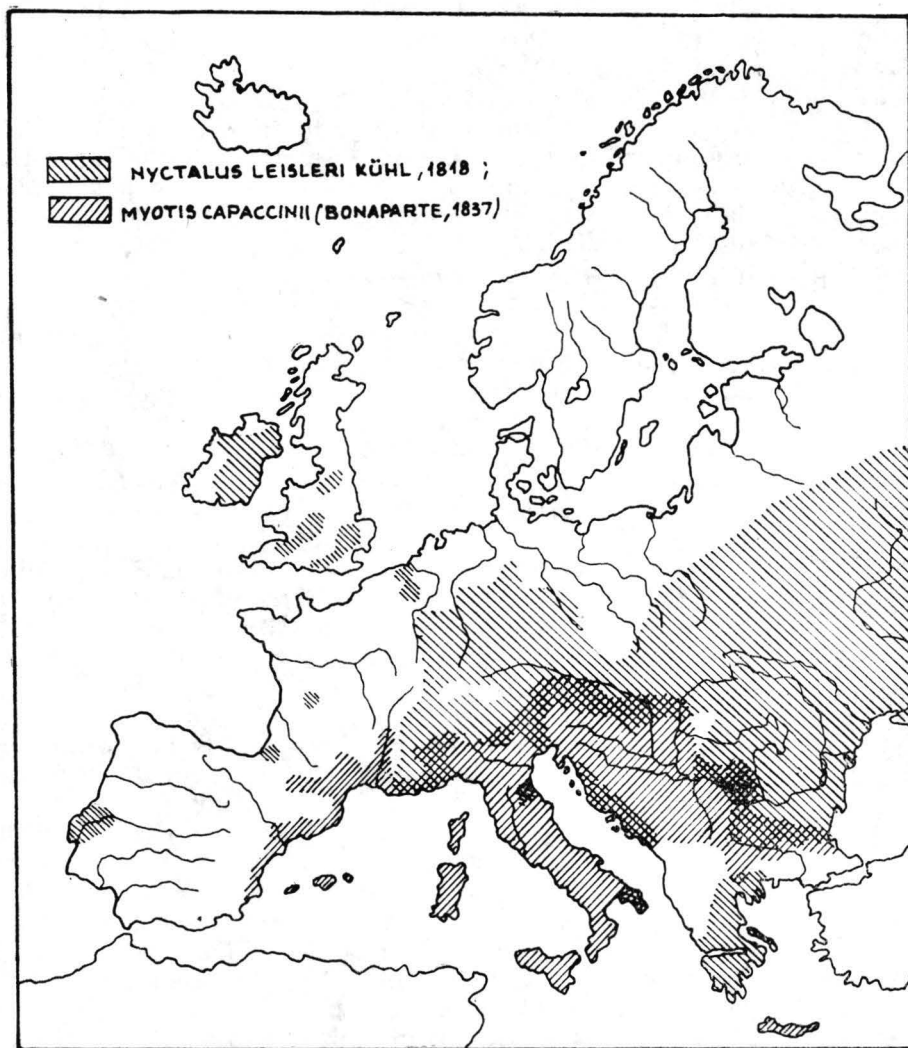 NYCTALUS LEISLERI KÜHL, 1818 ;
MYOTIS CAPACCINII (BONAPARTE, 1837)